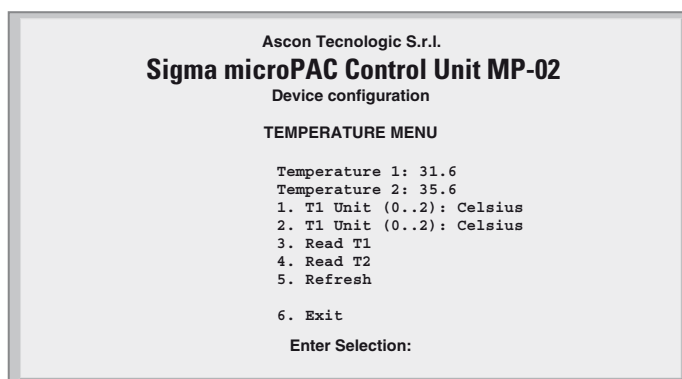 Ascon Tecnologic S.r.l.
Sigma microPAC Control Unit MP-02
Device configuration
TEMPERATURE MENU
Temperature 1: 31.6
Temperature 2: 35.6
1. T1 Unit (0..2): Celsius
2. T1 Unit (0..2): Celsius
3. Read T1
4. Read T2
5. Refresh
6. Exit
Enter Selection: